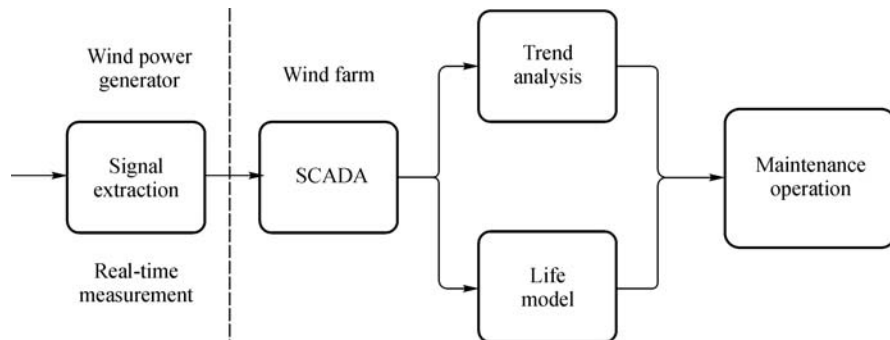 Wind power
generator
Signal
extraction
Real-time
measurement
Wind farm
SCADA
Trend
analysis
Life
model
Maintenance
operation